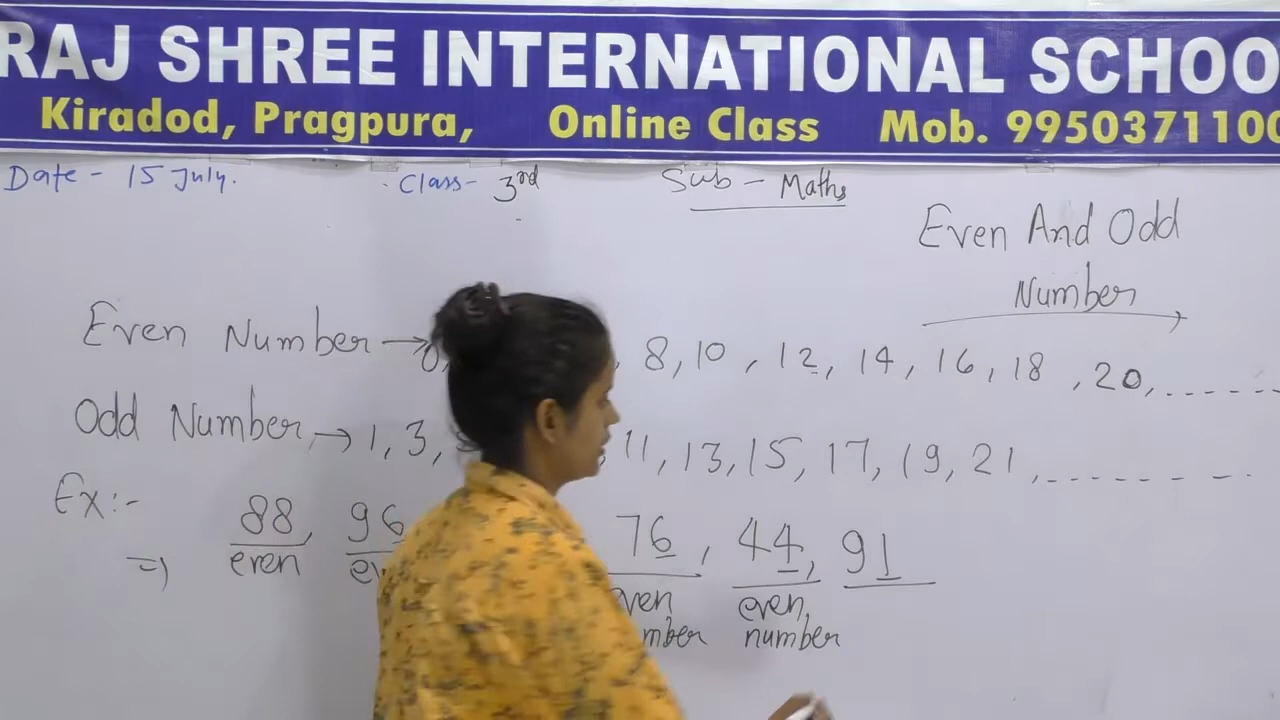 RAJ SHREE INTERNATIONAL SCHOO
Kiradod, Pragpura, Online Class Mob. 9950371100
Date - 15 July. Class- 3rd Sub - Maths
Even And Odd
Number
Even Number → 0, 8, 10, 12, 14, 16, 18, 20, ......
Odd Number, → 1, 3, 11, 13, 15, 17, 19, 21, ........
Ex:- 88, 96 76, 44, 91
⇒ even even even,
number